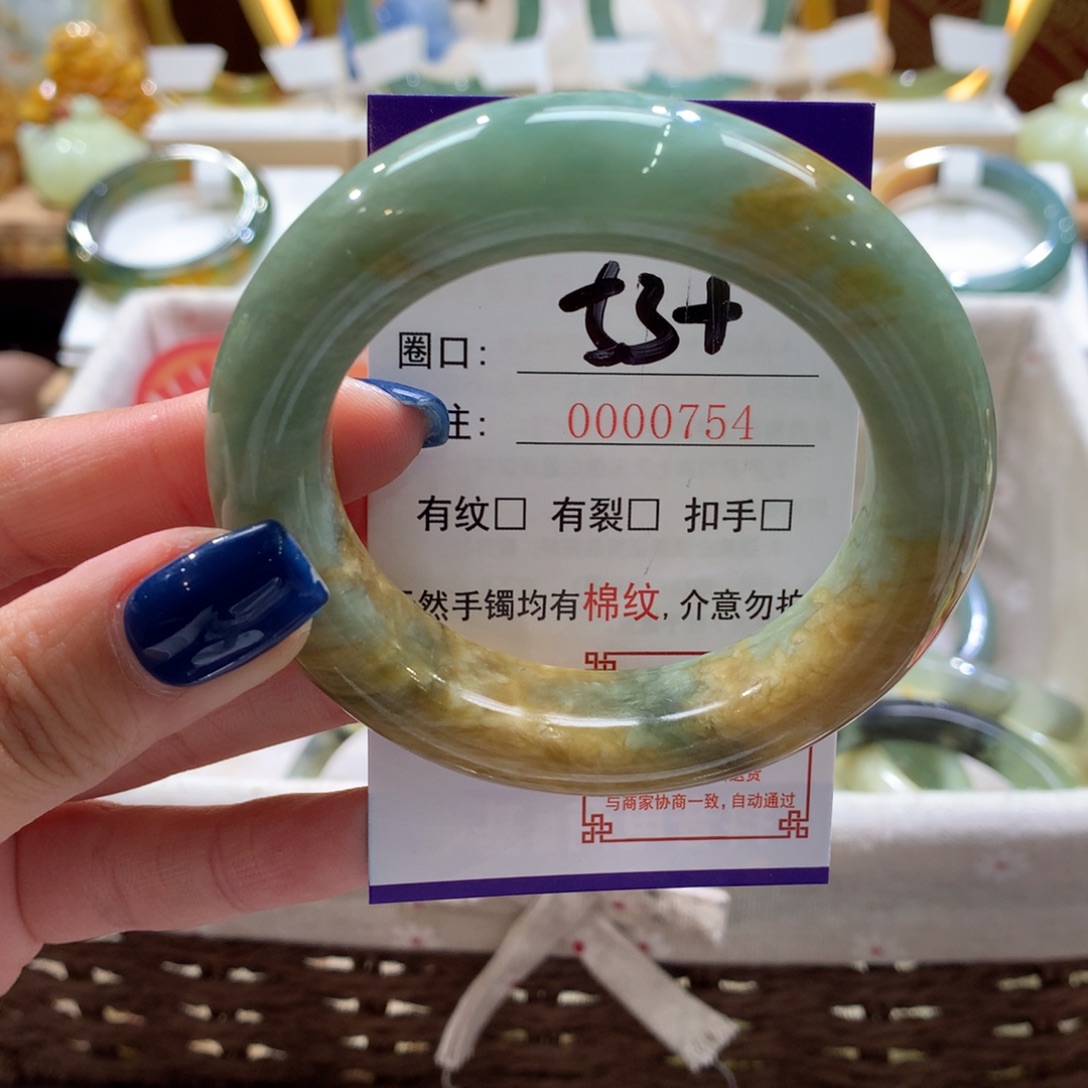 圈口: 53+
注: 0000754
有纹□ 有裂□ 扣手□
然手镯均有棉纹, 介意勿拍
与商家协商一致，自动通过